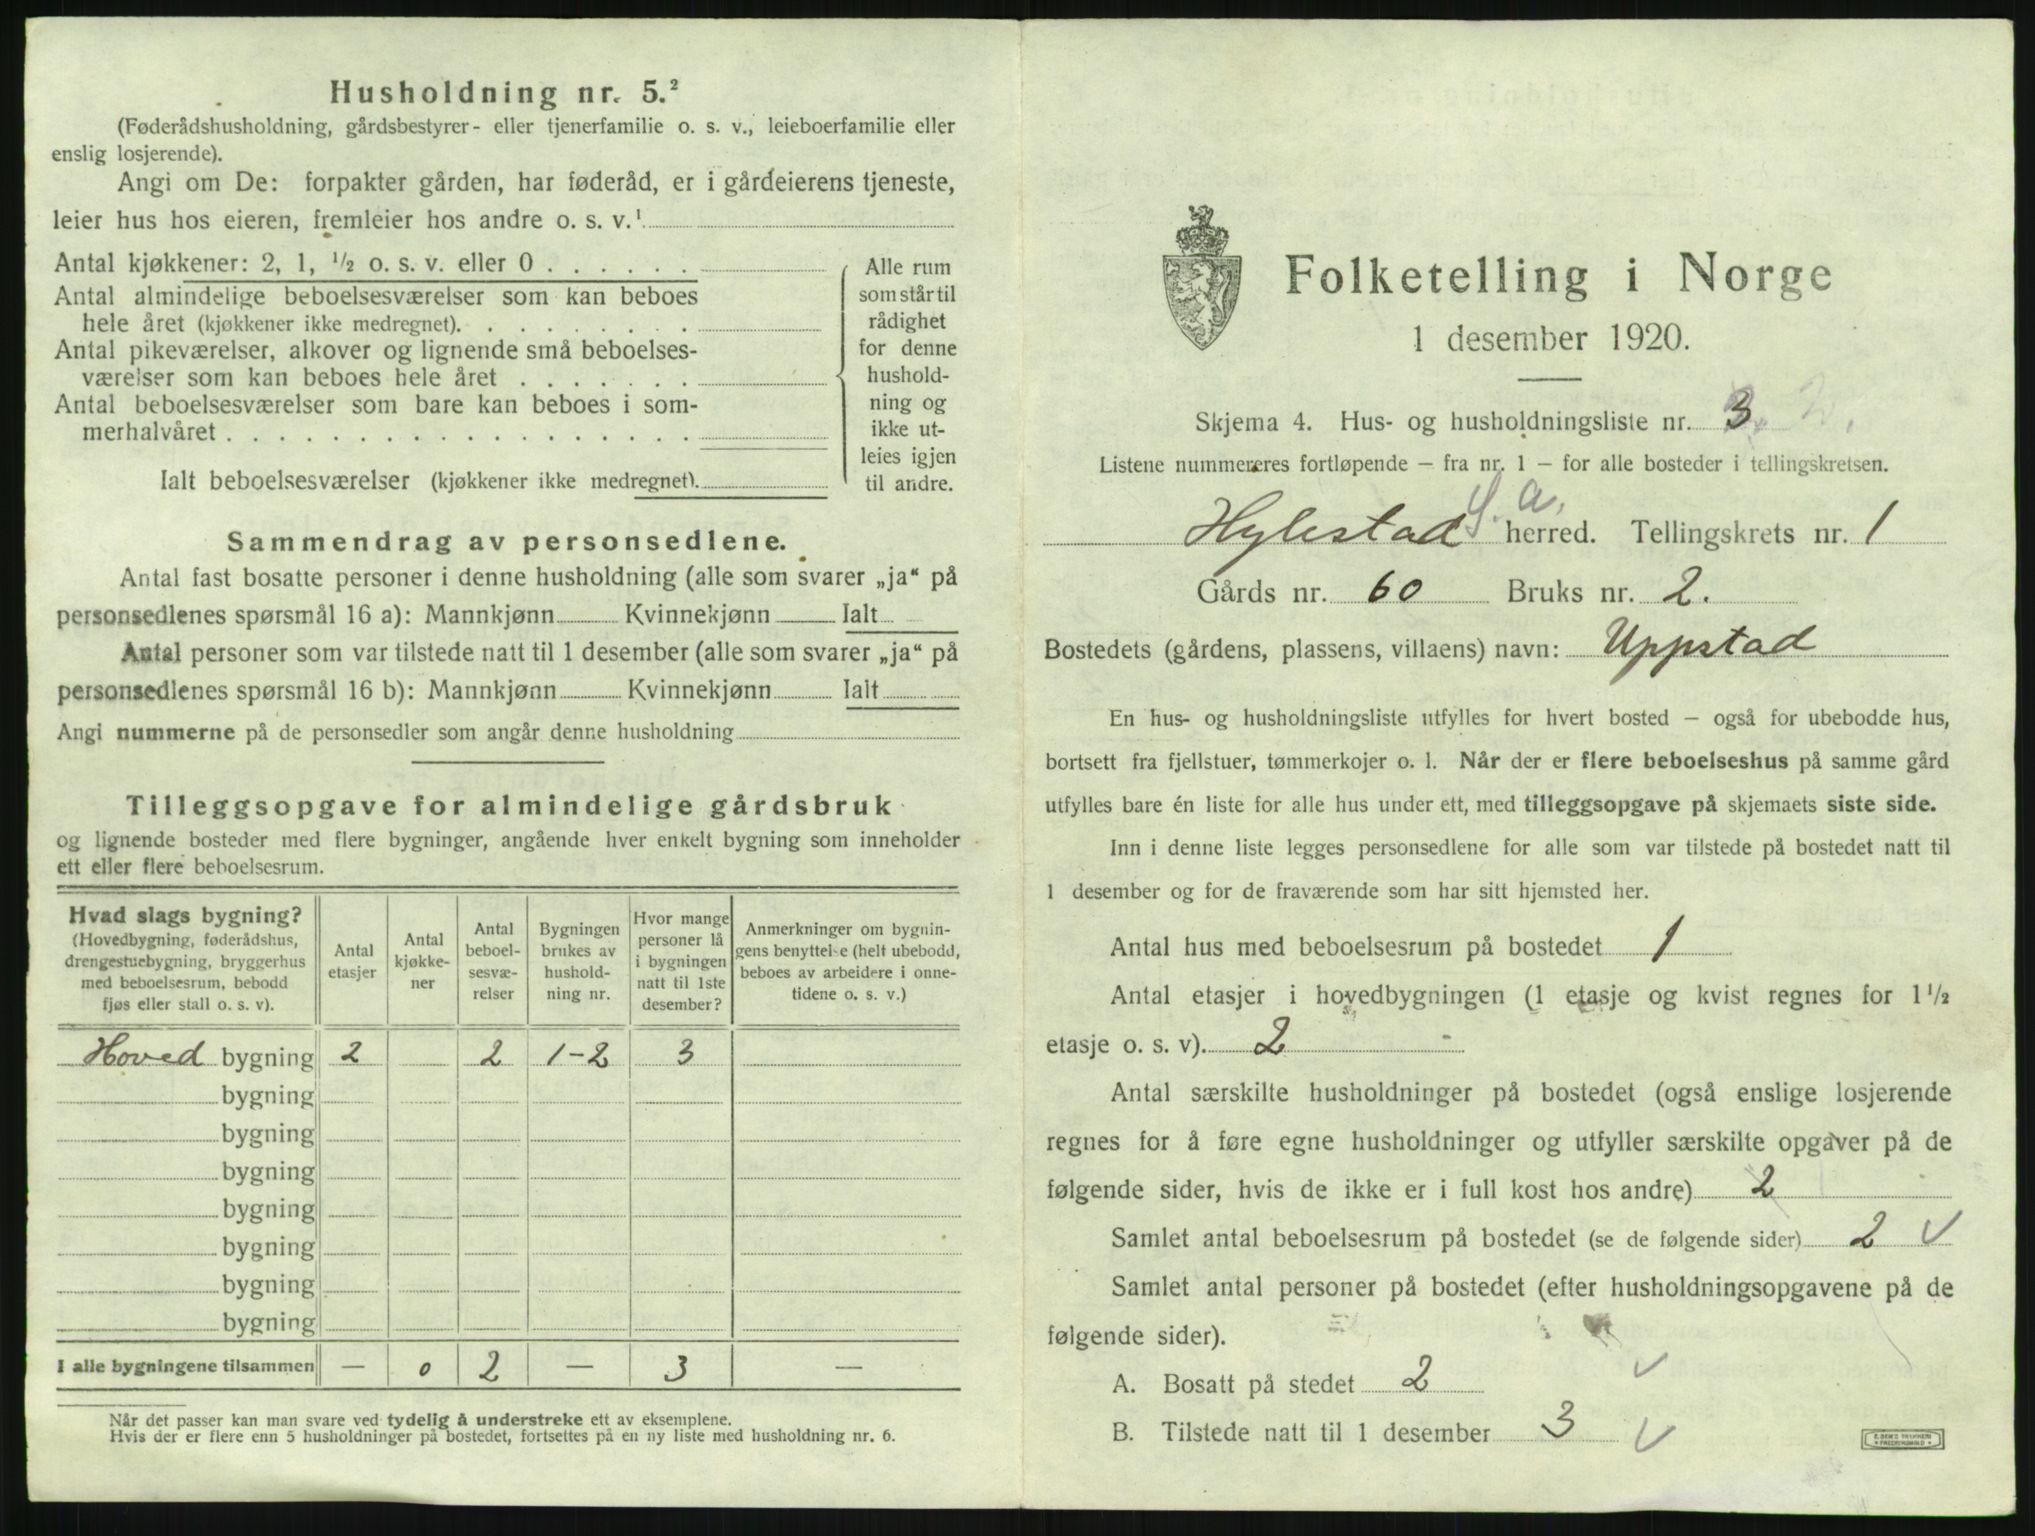 Husholdning nr. 5.²
(Føderådshusholdning, gårdsbestyrer- eller tjenerfamilie o. s. v., leieboerfamilie eller
enslig losjerende).
Angi om De: forpakter gården, har føderåd, er i gårdeierens tjeneste,
leier hus hos eieren, fremleier hos andre o. s. v.¹
Antal kjøkkener: 2, 1, ½ o. s. v. eller 0 . . . . . .
Antal almindelige beboelsesværelser som kan beboes
hele året (kjøkkener ikke medregnet). . . . . . . . .
Antal pikeværelser, alkover og lignende små beboelses-
værelser som kan beboes hele året . . . . . . .
Antal beboelsesværelser som bare kan beboes i som-
merhalvåret . . . . . . . . . . . . . . . . . .
Ialt beboelsesværelser (kjøkkener ikke medregnet).
Alle rum
som står til
rådighet
for denne
hushold-
ning og
ikke ut-
leies igjen
til andre.
Sammendrag av personsedlene.
Antal fast bosatte personer i denne husholdning (alle som svarer „ja“ på
personsedlenes spørsmål 16 a): Mannkjønn Kvinnekjønn Ialt
Antal personer som var tilstede natt til 1 desember (alle som svarer „ja“ på
personsedlenes spørsmål 16 b): Mannkjønn Kvinnekjønn Ialt
Angi nummerne på de personsedler som angår denne husholdning
Tilleggsopgave for almindelige gårdsbruk
og lignende bosteder med flere bygninger, angående hver enkelt bygning som inneholder
ett eller flere beboelsesrum.
Hvad slags bygning?
(Hovedbygning, føderådshus,
drengestuebygning, bryggerhus
med beboelsesrum, bebodd
fjøs eller stall o. s. v).
Antal
etasjer
Antal
kjøkke-
ner
Antal
beboel-
sesvæ-
relser
Bygningen
brukes av
hushold-
ning nr.
Hvor mange
personer lå
i bygningen
natt til 1ste
desember?
Anmerkninger om bygnin-
gens benyttelse (helt ubebodd,
beboes av arbeidere i onne-
tidene o. s. v.)
Hoved bygning 2 2 1-2 3
bygning
bygning
bygning
bygning
bygning
bygning
bygning
I alle bygningene tilsammen — 0 2 — 3 —
Når det passer kan man svare ved tydelig å understreke ett av eksemplene.
Hvis der er flere enn 5 husholdninger på bostedet, fortsettes på en ny liste med husholdning nr. 6.
Folketelling i Norge
1 desember 1920.
Skjema 4. Hus- og husholdningsliste nr. 3 2.
Listene nummereres fortløpende – fra nr. 1 – for alle bosteder i tellingskretsen.
S.a.
Hylestad herred. Tellingskrets nr. 1
Gårds nr. 60 Bruks nr. 2.
Bostedets (gårdens, plassens, villaens) navn: Uppstad
En hus- og husholdningsliste utfylles for hvert bosted – også for ubebodde hus,
bortsett fra fjellstuer, tømmerkojer o. l. Når der er flere beboelseshus på samme gård
utfylles bare én liste for alle hus under ett, med tilleggsopgave på skjemaets siste side.
Inn i denne liste legges personsedlene for alle som var tilstede på bostedet natt til
1 desember og for de fraværende som har sitt hjemsted her.
Antal hus med beboelsesrum på bostedet 1
Antal etasjer i hovedbygningen (1 etasje og kvist regnes for 1½
etasje o. s. v). 2
Antal særskilte husholdninger på bostedet (også enslige losjerende
regnes for å føre egne husholdninger og utfyller særskilte opgaver på de
følgende sider, hvis de ikke er i full kost hos andre) 2
Samlet antal beboelsesrum på bostedet (se de følgende sider) 2 ✓
Samlet antal personer på bostedet (efter husholdningsopgavene på de
følgende sider).
A. Bosatt på stedet 2 ✓
B. Tilstede natt til 1 desember 3 ✓